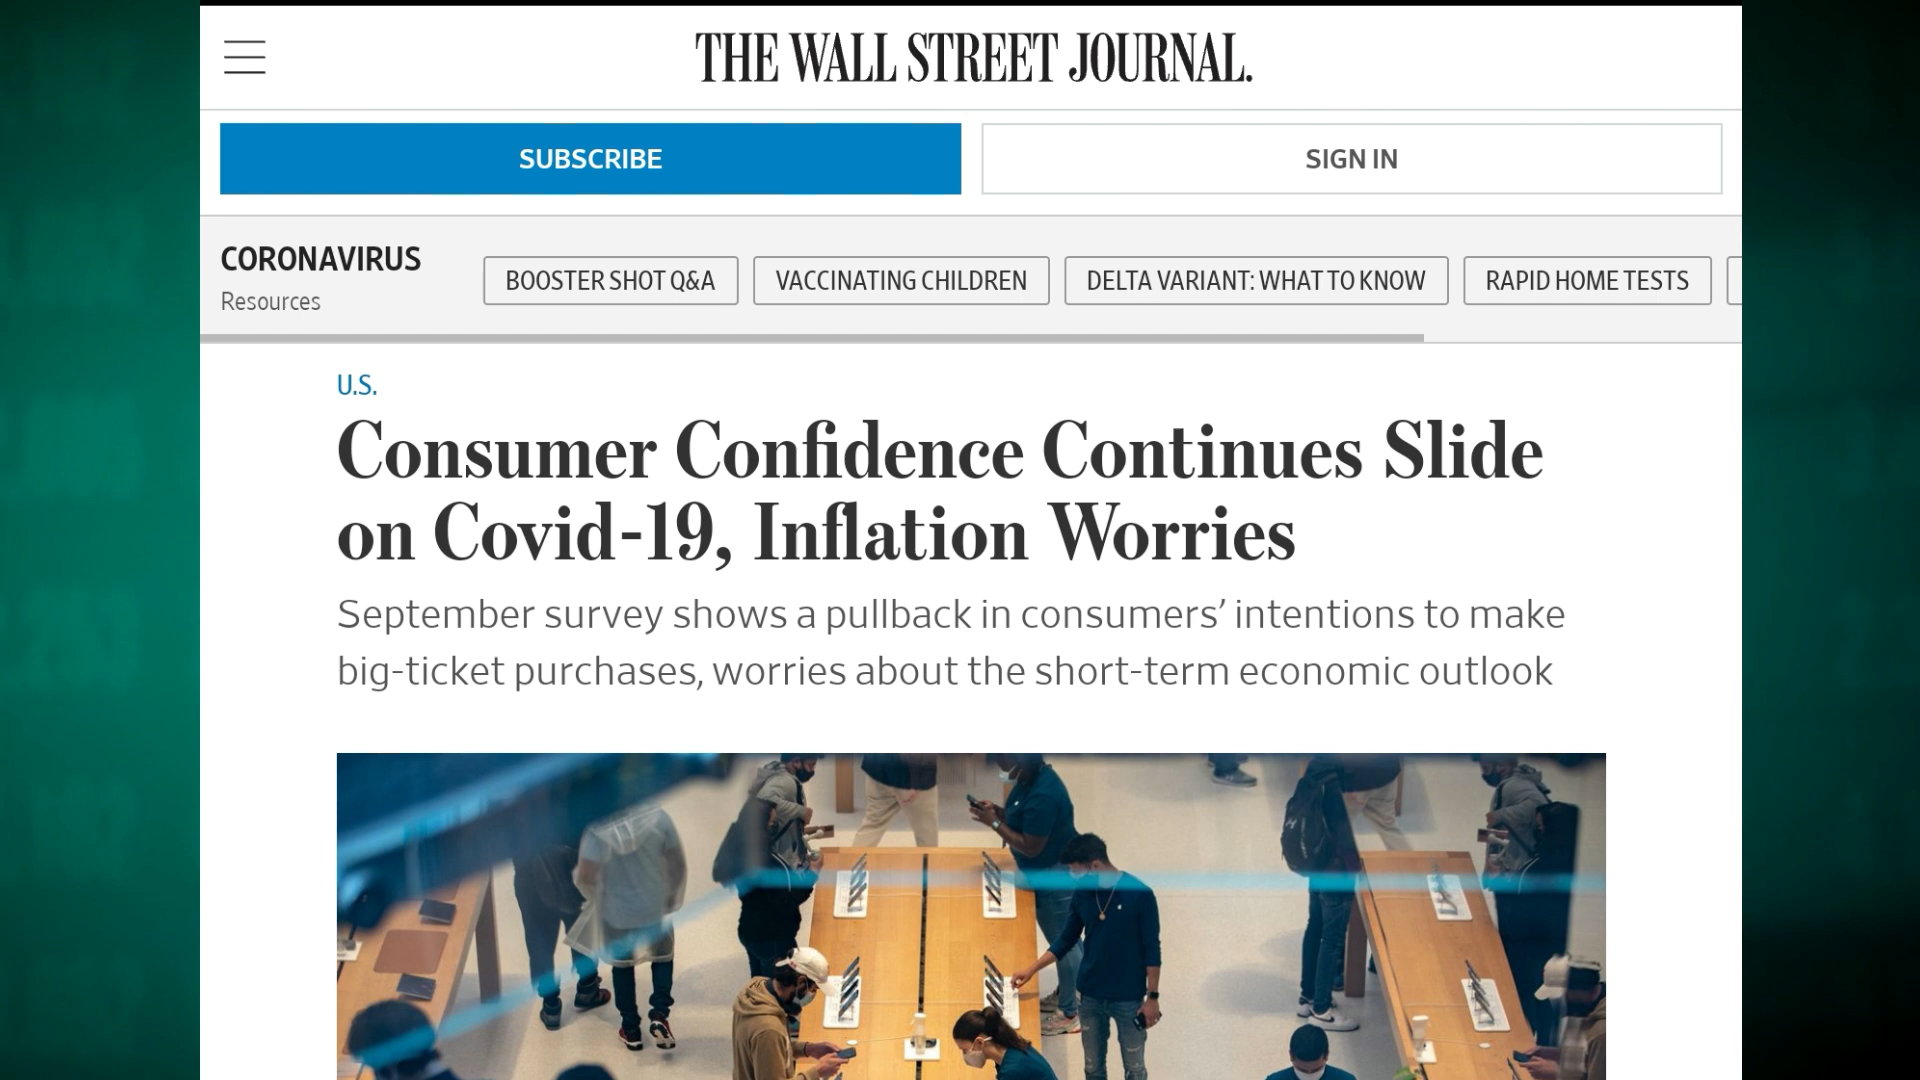 THE WALL STREET JOURNAL.
SUBSCRIBE
SIGN IN
CORONAVIRUS
Resources
BOOSTER SHOT Q&A
VACCINATING CHILDREN
DELTA VARIANT: WHAT TO KNOW
RAPID HOME TESTS
U.S.
Consumer Confidence Continues Slide
on Covid-19, Inflation Worries
September survey shows a pullback in consumers’ intentions to make
big-ticket purchases, worries about the short-term economic outlook